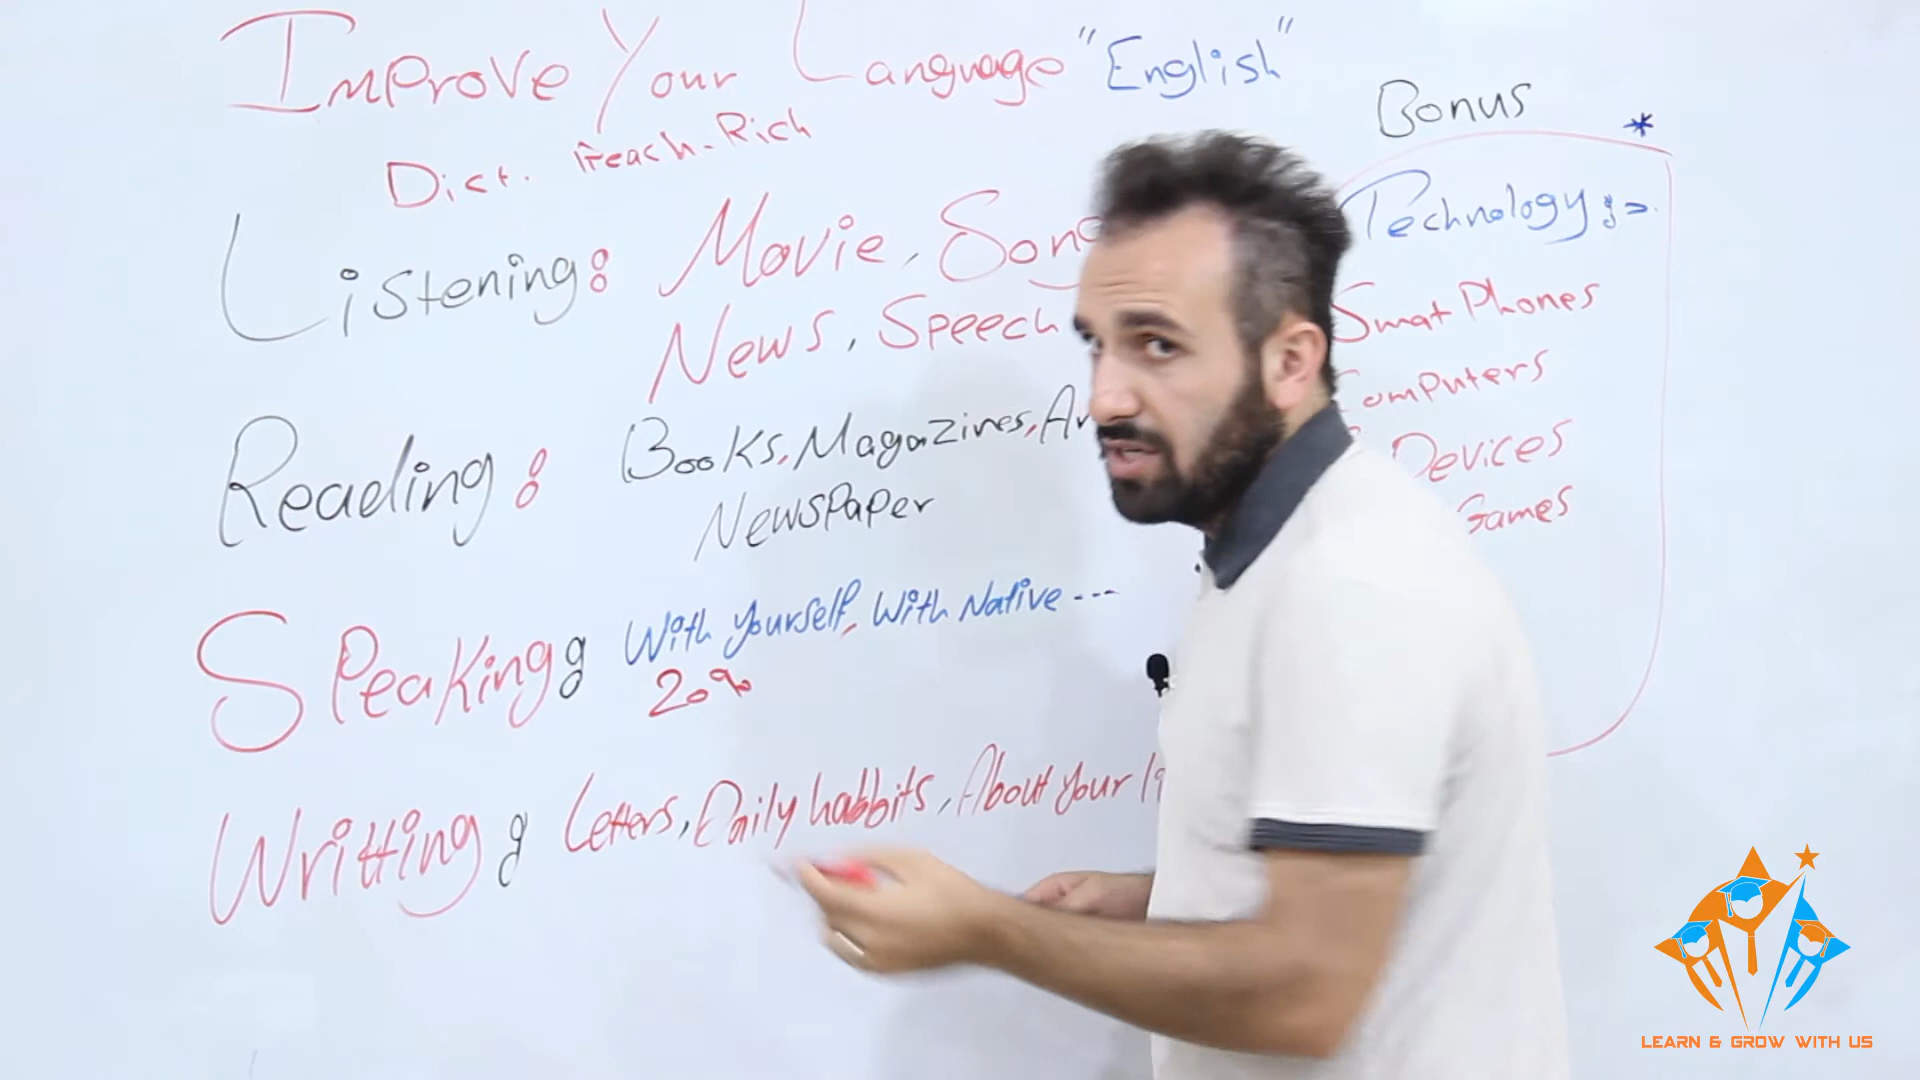 Improve Your Language "English"
Dict. Reach-Rich
Listening: Movie, Song
News, Speech
Reading: Books, Magazines, Ar
NewsPaper
Speaking: With yourself, With Native ---
20%
Writting: Letters, Daily habbits, About your
Bonus
*
Technology :=>
Smat Phones
Computers
Devices
Games
LEARN & GROW WITH US